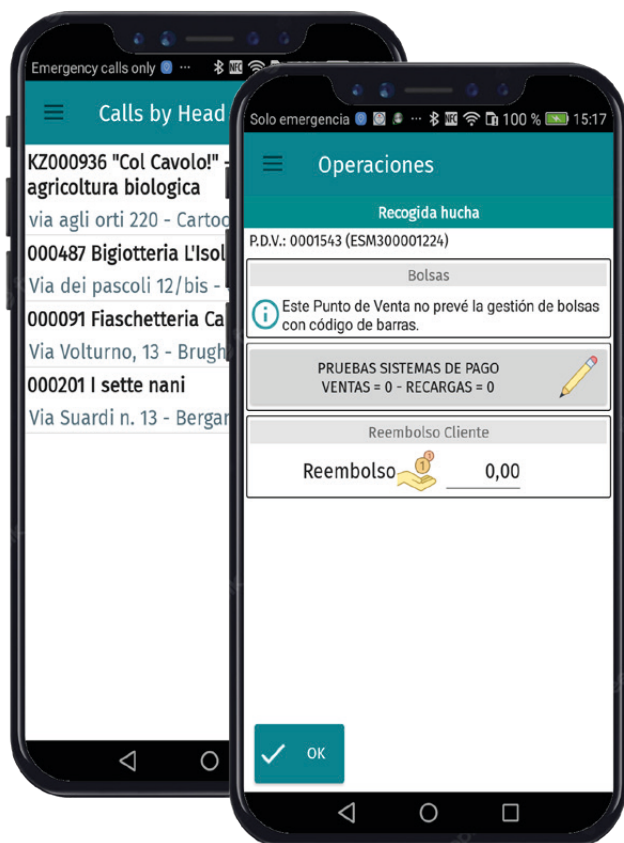 Emergency calls only
Calls by Head
KZ000936 "Col Cavolo!" -
agricoltura biologica
via agli orti 220 - Cartoc
000487 Bigiotteria L'Isol
Via dei pascoli 12/bis -
000091 Fiaschetteria Ca
Via Volturno, 13 - Brugh
000201 I sette nani
Via Suardi n. 13 - Bergar
Solo emergencia ... 100 % 15:17
Operaciones
Recogida hucha
P.D.V.: 0001543 (ESM300001224)
Bolsas
Este Punto de Venta no prevé la gestión de bolsas
con código de barras.
PRUEBAS SISTEMAS DE PAGO
VENTAS = 0 - RECARGAS = 0
Reembolso Cliente
Reembolso 0,00
OK